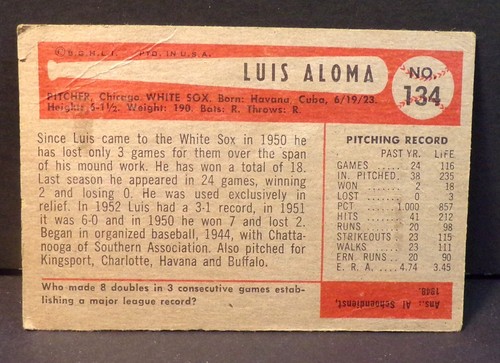 © B.G.H.L.I. PTD. IN U.S.A.
LUIS ALOMA
NO.
134
PITCHER, Chicago WHITE SOX. Born: Havana, Cuba, 6/19/23.
Height: 5-11½. Weight: 190. Bats: R. Throws: R.
Since Luis came to the White Sox in 1950 he
has lost only 3 games for them over the span
of his mound work. He has won a total of 18.
Last season he appeared in 24 games, winning
2 and losing 0. He was used exclusively in
relief. In 1952 Luis had a 3-1 record, in 1951
it was 6-0 and in 1950 he won 7 and lost 2.
Began in organized baseball, 1944, with Chatta-
nooga of Southern Association. Also pitched for
Kingsport, Charlotte, Havana and Buffalo.
PITCHING RECORD
PAST YR. LIFE
GAMES 24 116
IN. PITCHED 38 235
WON 2 18
LOST 0 3
PCT 1.000 857
HITS 41 212
RUNS 20 98
STRIKEOUTS 23 115
WALKS 23 111
ERN RUNS 20 90
E. R. A. 4.74 3.45
Who made 8 doubles in 3 consecutive games estab-
lishing a major league record?
Ans.: Al Schoendienst,
1948.